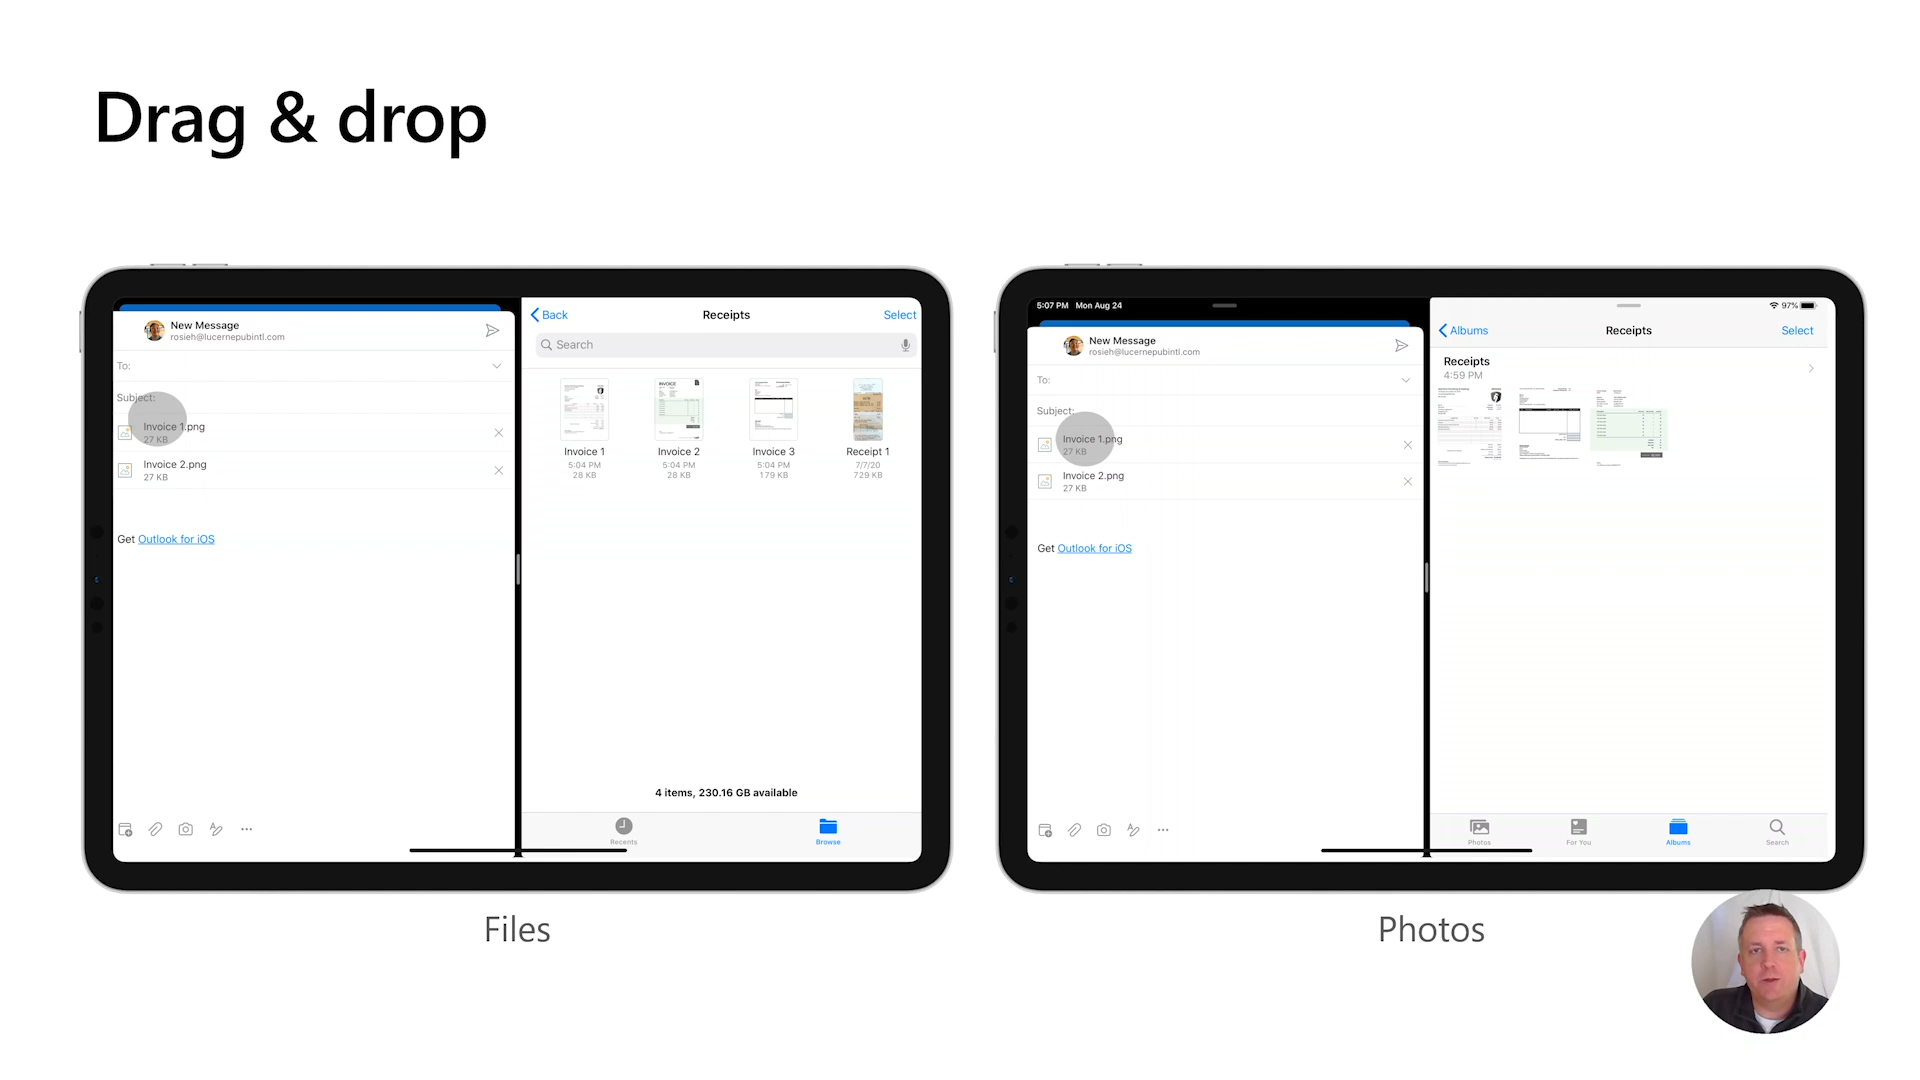 Drag & drop
New Message
rosieh@lucernepubintl.com
To:
Subject:
Invoice 1.png
27 KB
Invoice 2.png
27 KB
Get Outlook for iOS
Back
Receipts
Select
Search
Invoice 1
5:04 PM
28 KB
INVOICE
Invoice 2
5:04 PM
28 KB
Invoice 3
5:04 PM
179 KB
Receipt 1
7/7/20
729 KB
4 items, 230.16 GB available
Recents
Browse
Files
5:07 PM Mon Aug 24
New Message
rosieh@lucernepubintl.com
To:
Subject:
Invoice 1.png
27 KB
Invoice 2.png
27 KB
Get Outlook for iOS
97%
Albums
Receipts
Select
Receipts
4:59 PM
Photos
For You
Albums
Search
Photos